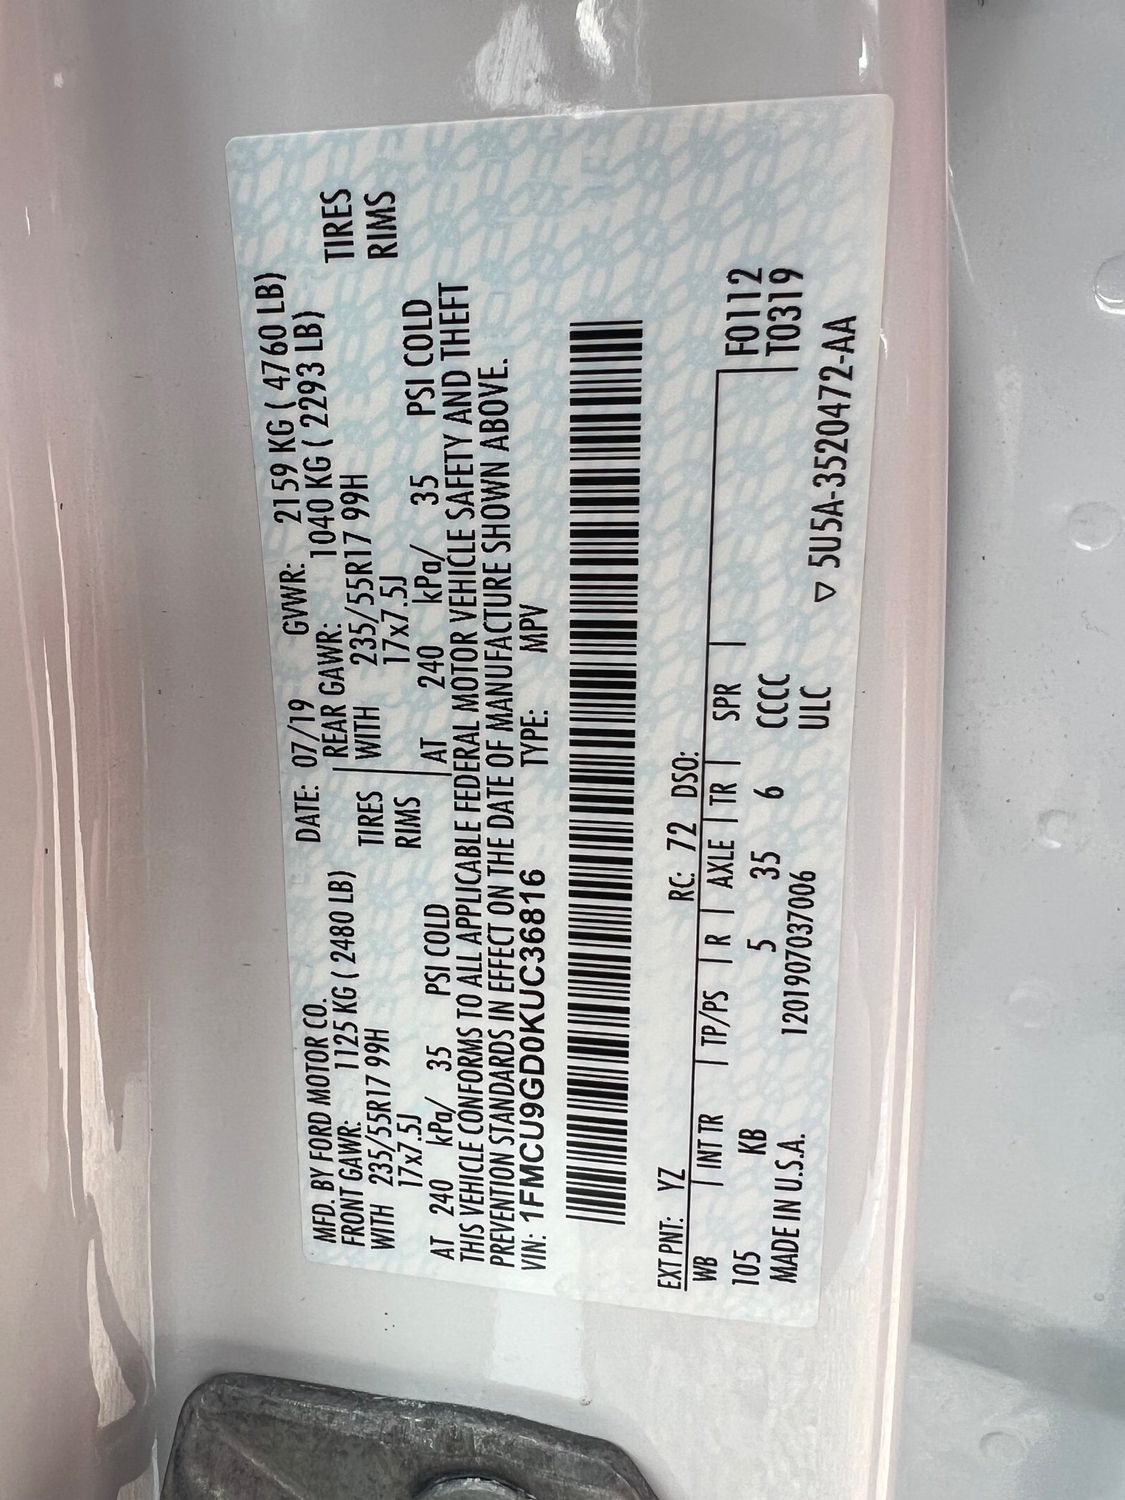 MFD. BY FORD MOTOR CO. DATE: 07/19 GVWR: 2159 KG ( 4760 LB)
FRONT GAWR: 1125 KG ( 2480 LB) REAR GAWR: 1040 KG ( 2293 LB)
WITH 235/55R17 99H TIRES WITH 235/55R17 99H TIRES
17x7.5J RIMS 17x7.5J RIMS
AT 240 kPa/ 35 PSI COLD AT 240 kPa/ 35 PSI COLD
THIS VEHICLE CONFORMS TO ALL APPLICABLE FEDERAL MOTOR VEHICLE SAFETY AND THEFT
PREVENTION STANDARDS IN EFFECT ON THE DATE OF MANUFACTURE SHOWN ABOVE.
VIN: 1FMCU9GD0KUC36816 TYPE: MPV
EXT PNT: YZ RC: 72 DSO:
WB | INT TR | TP/PS | R | AXLE | TR | SPR | F0112
105 KB 5 35 6 CCCC T0319
MADE IN U.S.A. 1201907037006 ULC
▽ 5U5A-3520472-AA